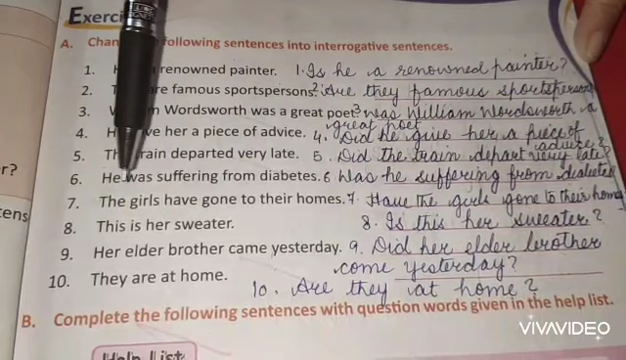 Exerci
A. Chan following sentences into interrogative sentences.
1. renowned painter. 1. Is he a renowned painter?
2. re famous sportspersons. 2. Are they famous sportsperson
3. W Wordsworth was a great poet. 3. Was William Wordsworth a
great poet
4. H ve her a piece of advice. 4. Did he give her a piece of
advice?
5. Th train departed very late. 5. Did the train depart very late?
6. He was suffering from diabetes. 6 Was he suffering from diabetes
7. The girls have gone to their homes. 7. Have the girls gone to their home
8. This is her sweater. 8. Is this her sweater?
9. Her elder brother came yesterday. 9. Did her elder brother
come yesterday?
10. They are at home. 10. Are they at home?
B. Complete the following sentences with question words given in the help list.
Help List
r?
tens
VIVAVIDEO